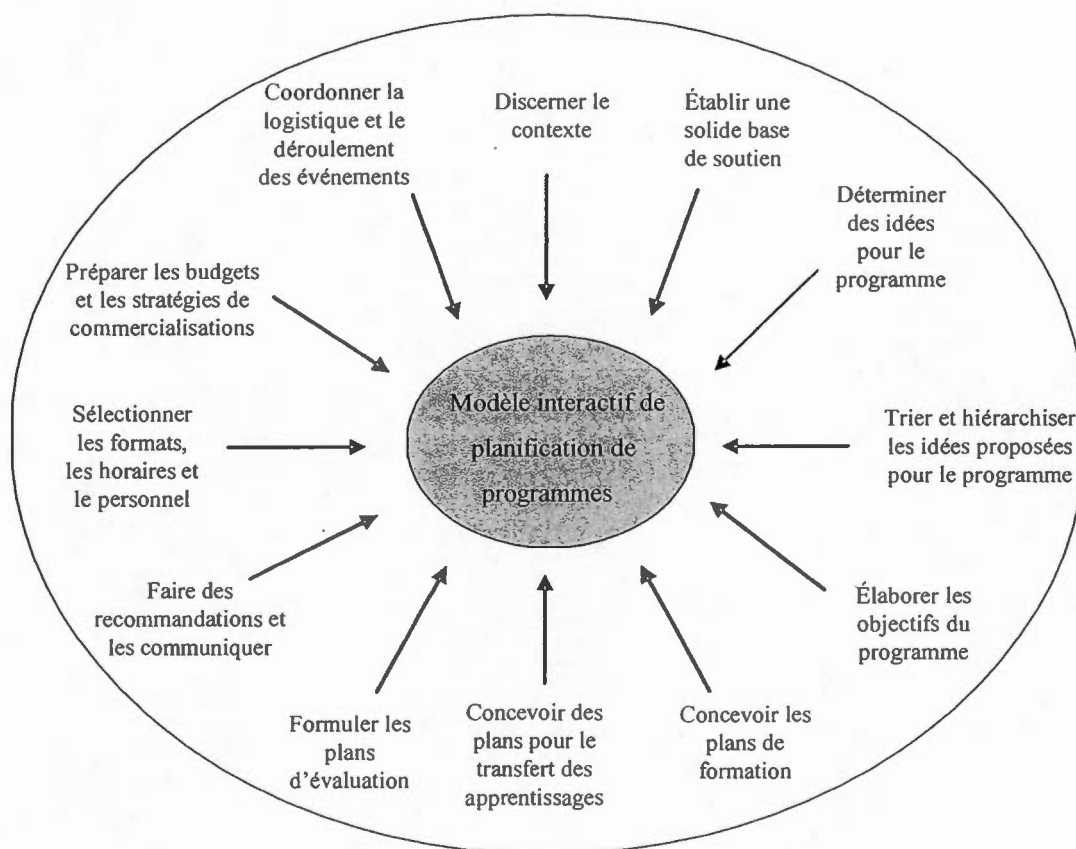 Coordonner la
logistique et le
déroulement
des événements
Discerner le
contexte
Établir une
solide base
de soutien
Déterminer
des idées
pour le
programme
Trier et hiérarchiser
les idées proposées
pour le programme
Élaborer les
objectifs du
programme
Concevoir les
plans de
formation
Concevoir des
plans pour le
transfert des
apprentissages
Formuler les
plans
d'évaluation
Faire des
recommandations et
les communiquer
Sélectionner
les formats,
les horaires et
le personnel
Préparer les budgets
et les stratégies de
commercialisations
Modèle interactif de
planification de
programmes